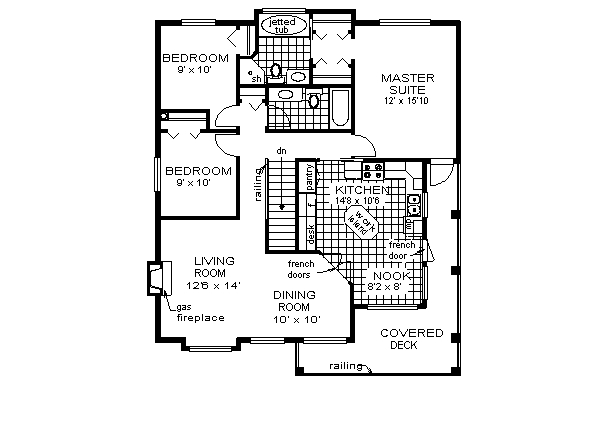 jetted
tub
BEDROOM
9' x 10'
sh
MASTER
SUITE
12' x 15'10
dn
BEDROOM
9' x 10'
railing
pantry
KITCHEN
14'8 x 10'6
f
work
island
dw
desk
french
door
LIVING
ROOM
12'6 x 14'
french
doors
NOOK
8'2 x 8'
gas
fireplace
DINING
ROOM
10' x 10'
COVERED
DECK
railing